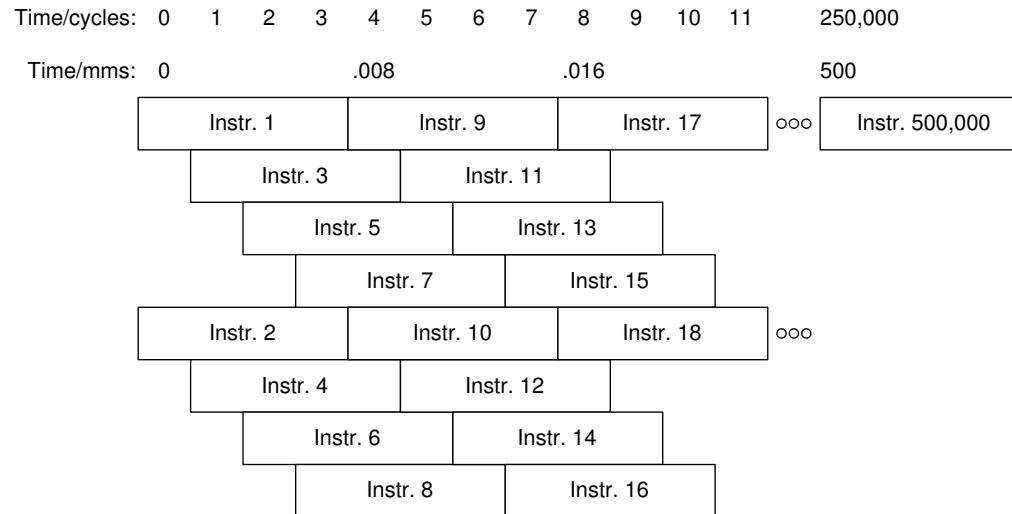 Time/cycles: 0 1 2 3 4 5 6 7 8 9 10 11 250,000
Time/mms: 0 .008 .016 500
Instr. 1 Instr. 9 Instr. 17 ooo Instr. 500,000
Instr. 3 Instr. 11
Instr. 5 Instr. 13
Instr. 7 Instr. 15
Instr. 2 Instr. 10 Instr. 18 ooo
Instr. 4 Instr. 12
Instr. 6 Instr. 14
Instr. 8 Instr. 16